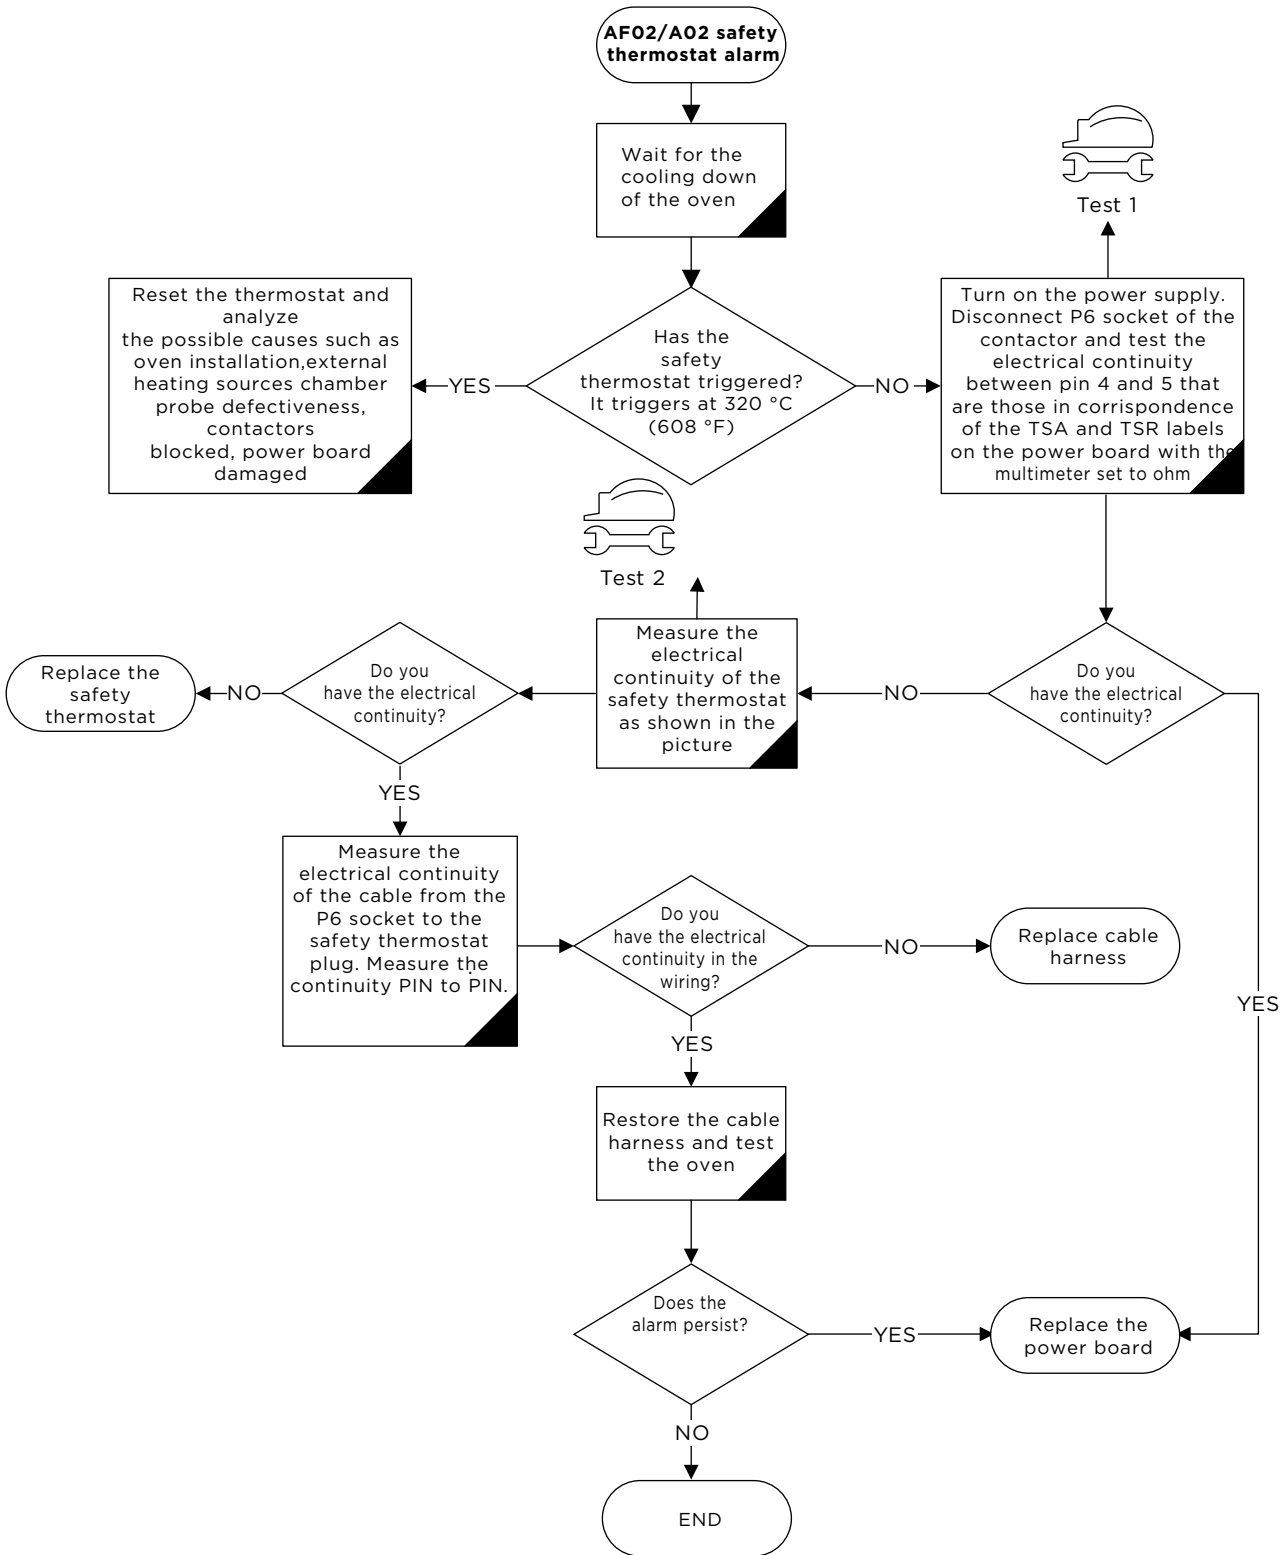 AF02/A02 safety
thermostat alarm
Wait for the
cooling down
of the oven
Test 1
Reset the thermostat and
analyze
the possible causes such as
oven installation,external
heating sources chamber
probe defectiveness,
contactors
blocked, power board
damaged
YES
Has the
safety
thermostat triggered?
It triggers at 320 °C
(608 °F)
NO
Turn on the power supply.
Disconnect P6 socket of the
contactor and test the
electrical continuity
between pin 4 and 5 that
are those in corrispondence
of the TSA and TSR labels
on the power board with the
multimeter set to ohm
Test 2
Replace the
safety
thermostat
NO
Do you
have the electrical
continuity?
Measure the
electrical
continuity of the
safety thermostat
as shown in the
picture
NO
Do you
have the electrical
continuity?
YES
Measure the
electrical continuity
of the cable from the
P6 socket to the
safety thermostat
plug. Measure the
continuity PIN to PIN.
Do you
have the electrical
continuity in the
wiring?
NO
Replace cable
harness
YES
YES
Restore the cable
harness and test
the oven
Does the
alarm persist?
YES
Replace the
power board
NO
END